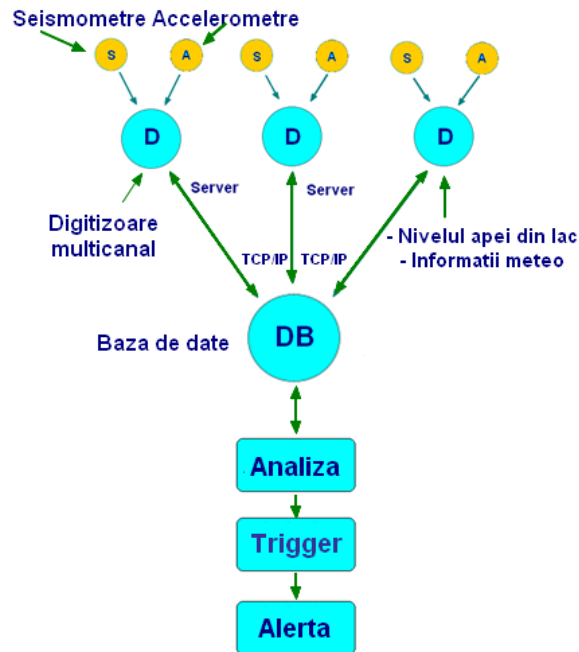 Seismometre Accelerometre
S A S A S A
D D D
Server Server
Digitizoare
multicanal
- Nivelul apei din lac
- Informatii meteo
TCP/IP TCP/IP
Baza de date
DB
Analiza
Trigger
Alerta